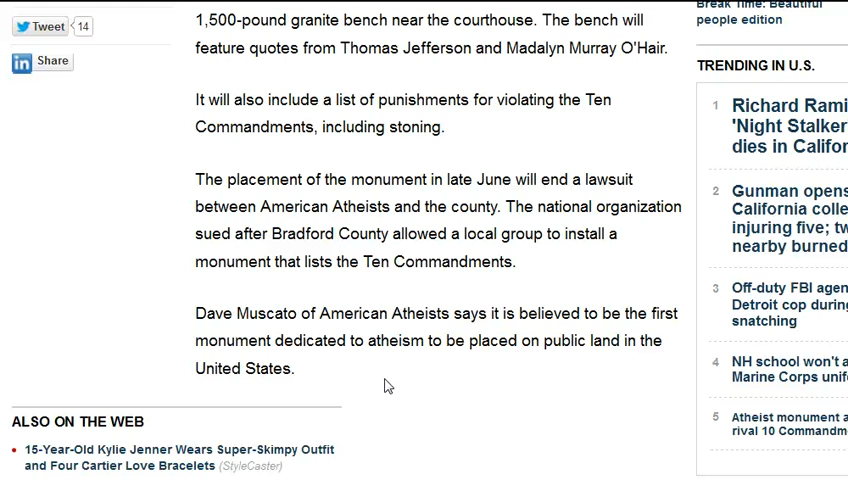 Tweet 14
Share
1,500-pound granite bench near the courthouse. The bench will
feature quotes from Thomas Jefferson and Madalyn Murray O'Hair.
It will also include a list of punishments for violating the Ten
Commandments, including stoning.
The placement of the monument in late June will end a lawsuit
between American Atheists and the county. The national organization
sued after Bradford County allowed a local group to install a
monument that lists the Ten Commandments.
Dave Muscato of American Atheists says it is believed to be the first
monument dedicated to atheism to be placed on public land in the
United States.
ALSO ON THE WEB
15-Year-Old Kylie Jenner Wears Super-Skimpy Outfit
and Four Cartier Love Bracelets (StyleCaster)
Break Time: Beautiful
people edition
TRENDING IN U.S.
1 Richard Rami
'Night Stalker'
dies in Califor
2 Gunman opens
California colle
injuring five; tw
nearby burned
3 Off-duty FBI agen
Detroit cop during
snatching
4 NH school won't a
Marine Corps unif
5 Atheist monument a
rival 10 Commandm